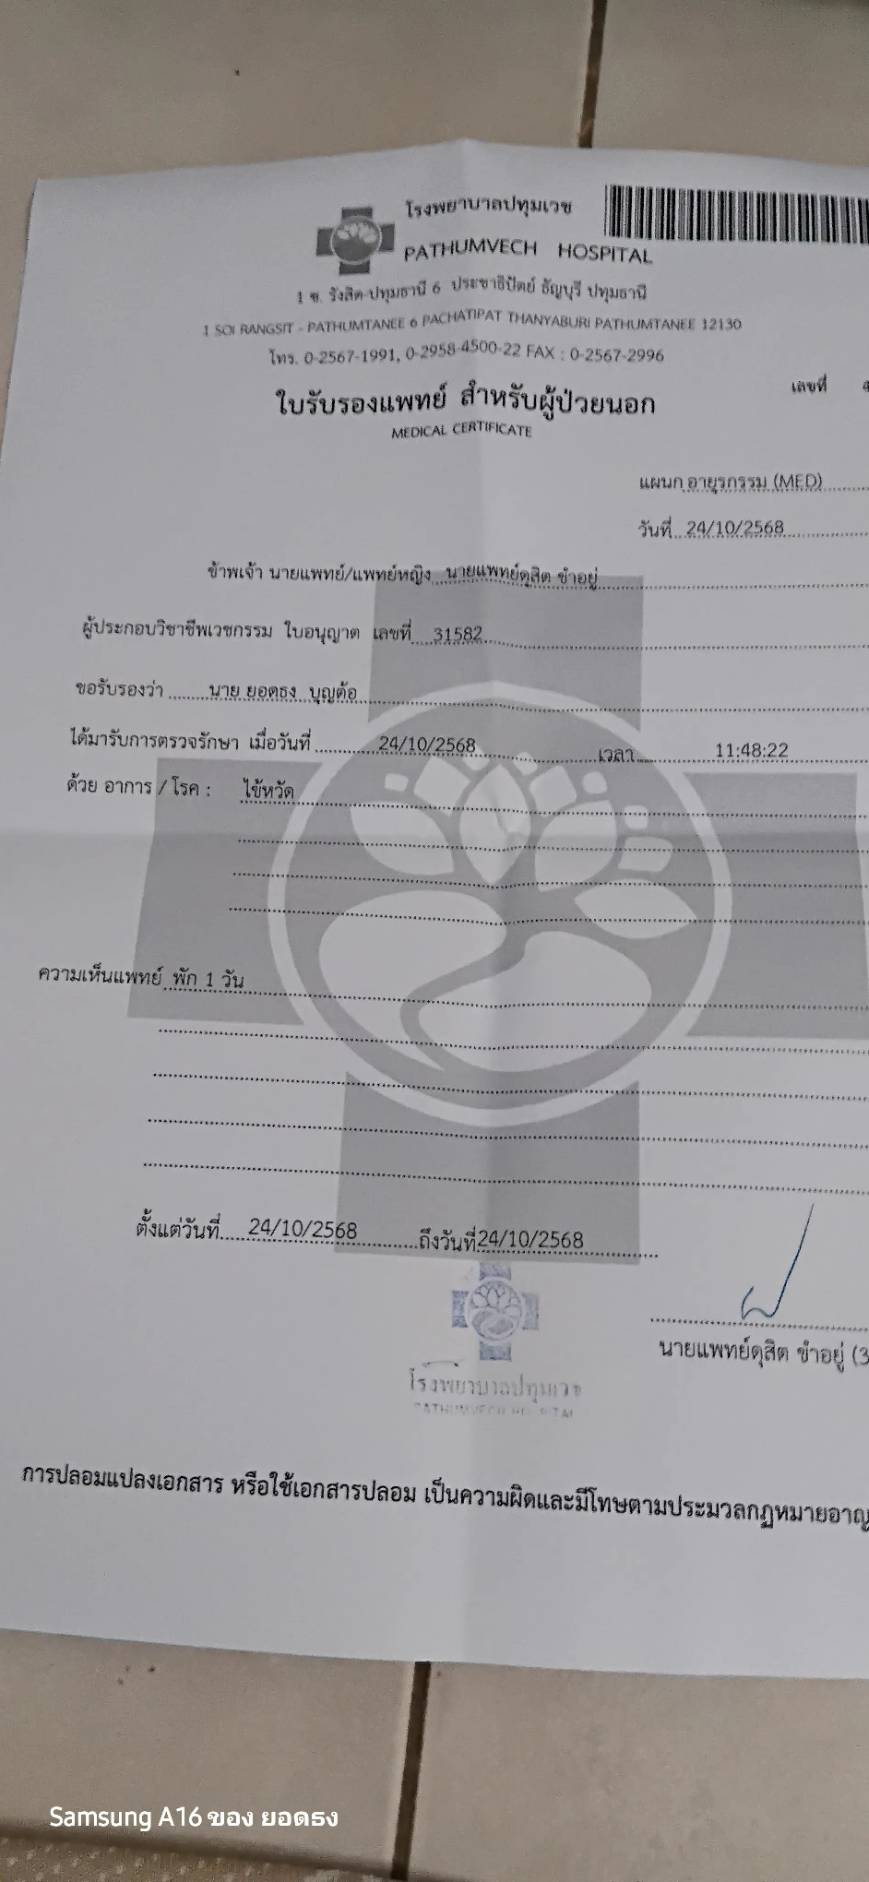 โรงพยาบาลปทุมเวช
PATHUMVECH HOSPITAL
1 ซ. รังสิต-ปทุมธานี 6 ประชาธิปัตย์ ธัญบุรี ปทุมธานี
1 SOI RANGSIT - PATHUMTANEE 6 PACHATIPAT THANYABURI PATHUMTANEE 12130
โทร. 0-2567-1991, 0-2958-4500-22 FAX : 0-2567-2996
เลขที่
ใบรับรองแพทย์ สำหรับผู้ป่วยนอก
MEDICAL CERTIFICATE
แผนก อายุรกรรม (MED)
วันที่ 24/10/2568
ข้าพเจ้า นายแพทย์/แพทย์หญิง นายแพทย์ดุสิต ขำอยู่
ผู้ประกอบวิชาชีพเวชกรรม ใบอนุญาต เลขที่ 31582
ขอรับรองว่า นาย ยอดธง บุญต้อ
ได้มารับการตรวจรักษา เมื่อวันที่ 24/10/2568 เวลา 11:48:22
ด้วย อาการ / โรค : ไข้หวัด
ความเห็นแพทย์ พัก 1 วัน
ตั้งแต่วันที่ 24/10/2568 ถึงวันที่ 24/10/2568
นายแพทย์ดุสิต ขำอยู่ (3
โรงพยาบาลปทุมเวช
PATHUMVECH HOSPITAL
การปลอมแปลงเอกสาร หรือใช้เอกสารปลอม เป็นความผิดและมีโทษตามประมวลกฎหมายอาญ
Samsung A16 ของ ยอดธง